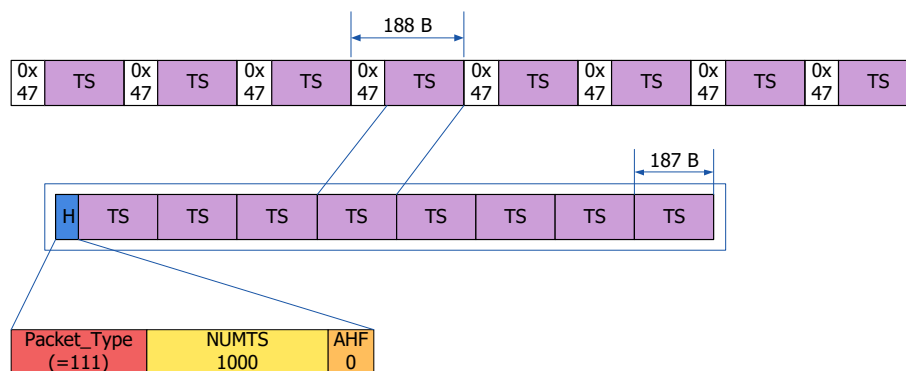 188 B
0x 47 TS 0x 47 TS 0x 47 TS 0x 47 TS 0x 47 TS 0x 47 TS 0x 47 TS 0x 47 TS
187 B
H TS TS TS TS TS TS TS TS
Packet_Type NUMTS AHF
(=111) 1000 0